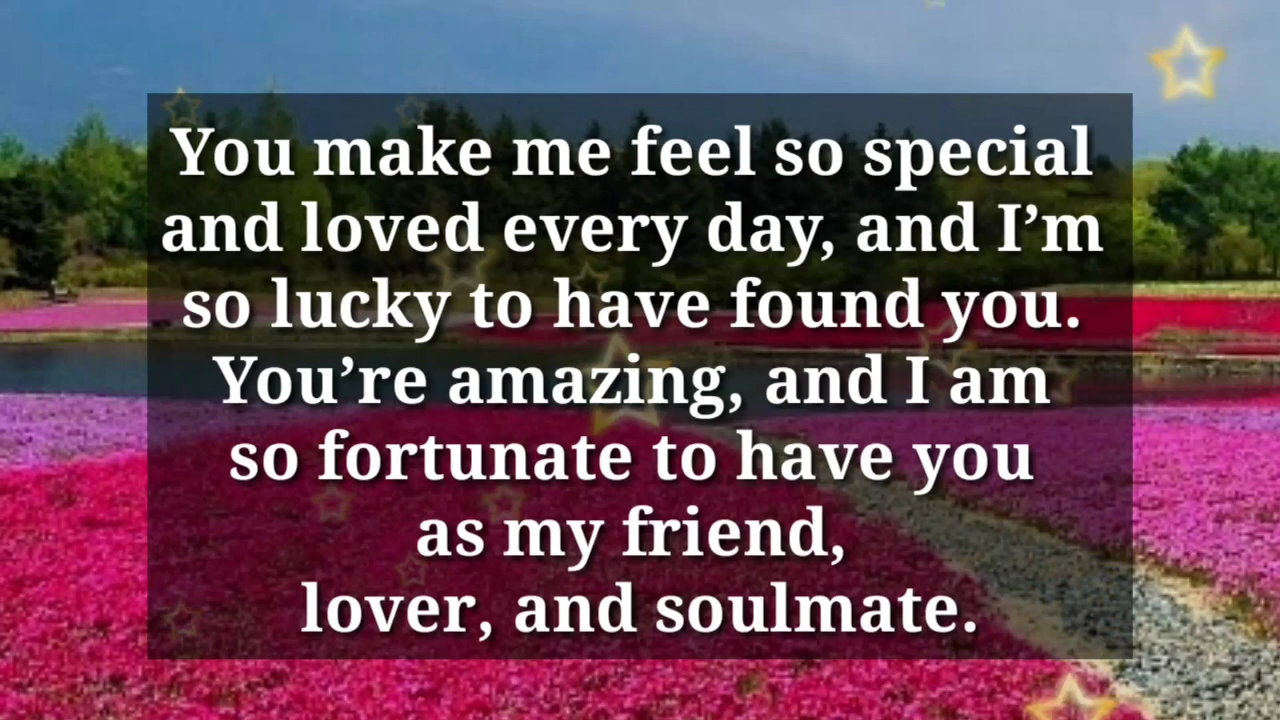 You make me feel so special
and loved every day, and I’m
so lucky to have found you.
You’re amazing, and I am
so fortunate to have you
as my friend,
lover, and soulmate.